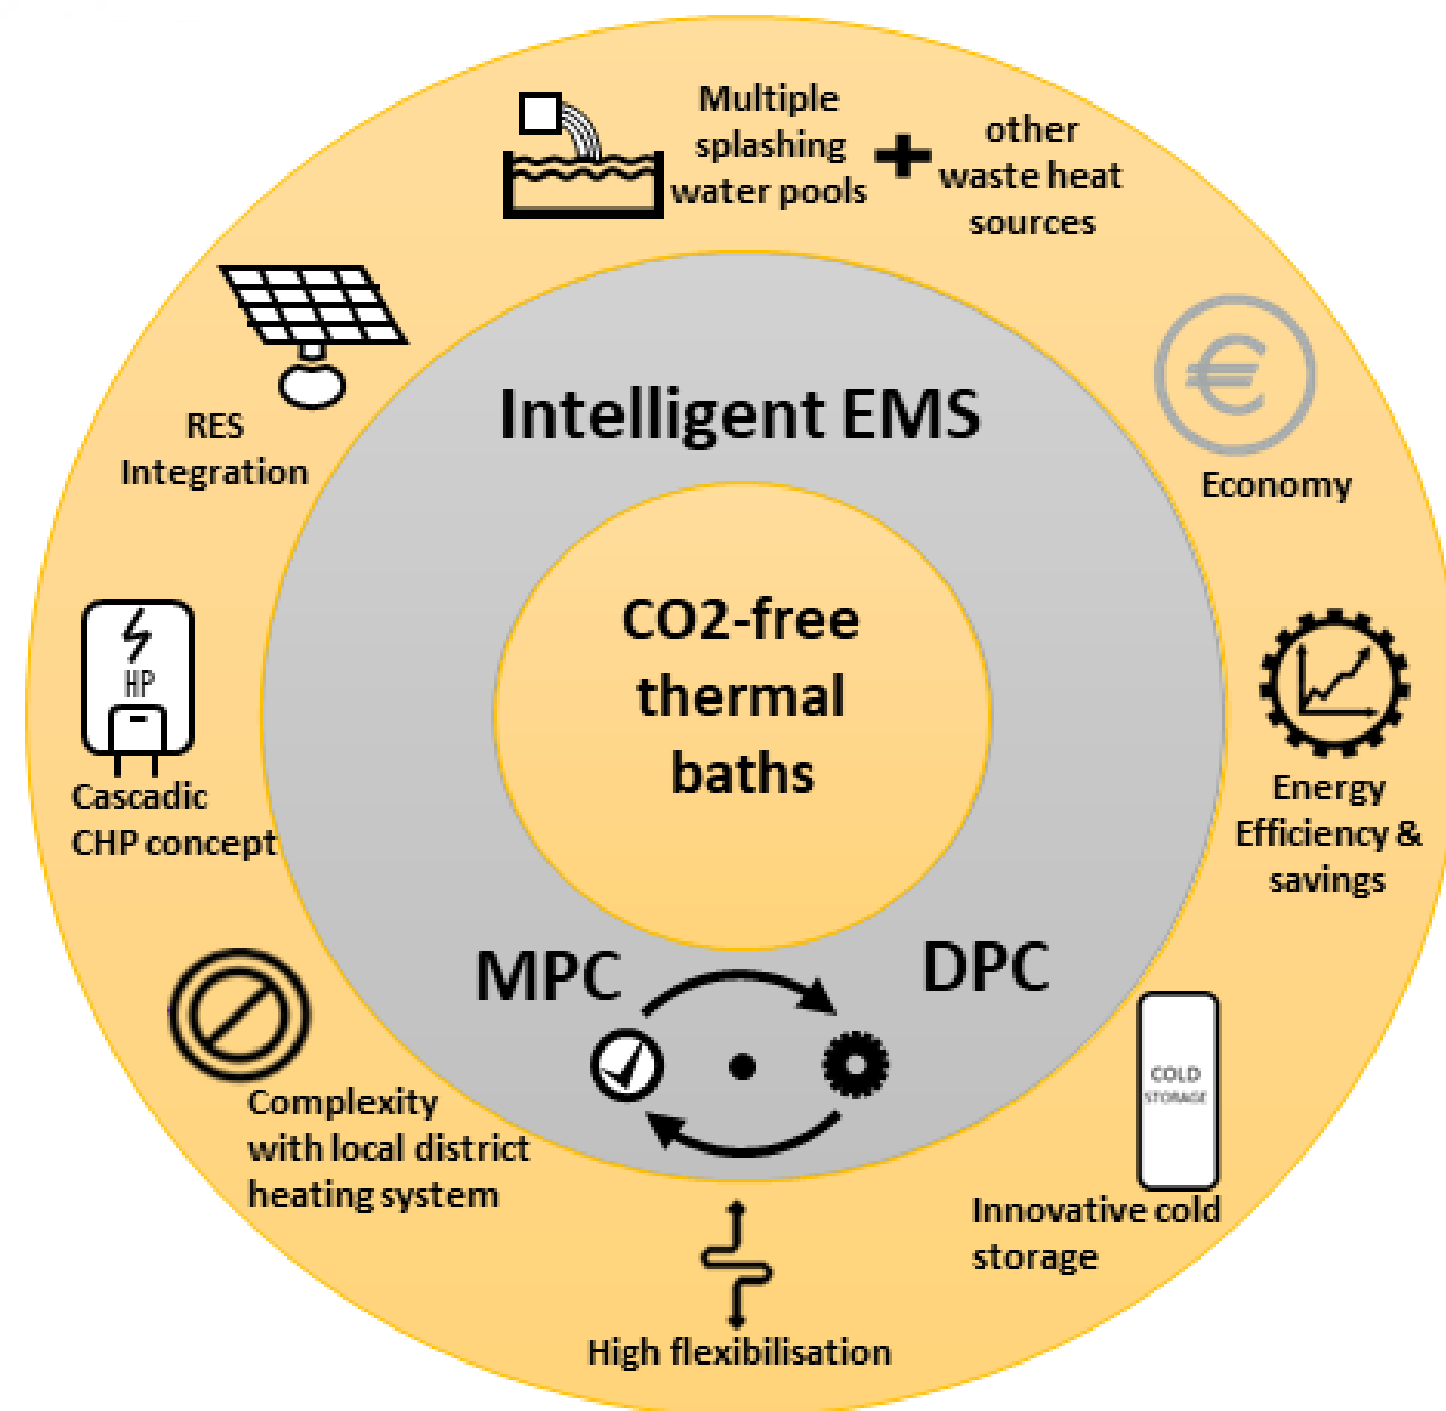 Multiple
splashing
water pools
other
waste heat
sources
RES
Integration
€
Economy
Intelligent EMS
CO2-free
thermal
baths
HP
Cascadic
CHP concept
Energy
Efficiency &
savings
MPC
DPC
COLD
STORAGE
Complexity
with local district
heating system
Innovative cold
storage
High flexibilisation